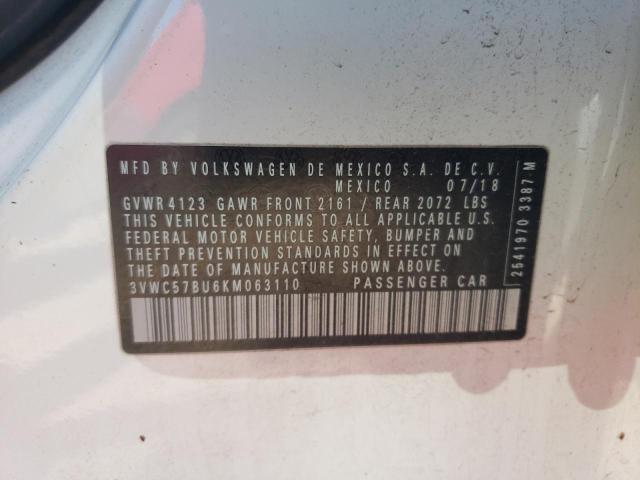 MFD BY VOLKSWAGEN DE MEXICO S.A. DE C.V.
MEXICO 07/18
GVWR 4123 GAWR FRONT 2161 / REAR 2072 LBS
THIS VEHICLE CONFORMS TO ALL APPLICABLE U.S.
FEDERAL MOTOR VEHICLE SAFETY, BUMPER AND
THEFT PREVENTION STANDARDS IN EFFECT ON
THE DATE OF MANUFACTURE.
3VWC57BU6KM063110 PASSENGER CAR
2541970 3387 M